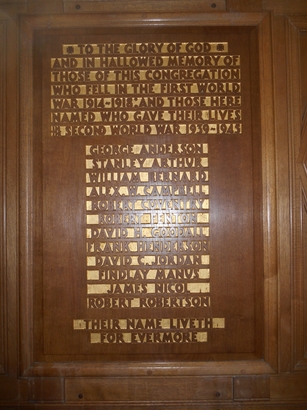 TO THE GLORY OF GOD
AND IN HALLOWED MEMORY OF
THOSE OF THIS CONGREGATION
WHO FELL IN THE FIRST WORLD
WAR 1914-1918, AND THOSE HERE
NAMED WHO GAVE THEIR LIVES
SECOND WORLD WAR 1939-1945
GEORGE ANDERSON
STANLEY ARTHUR
WILLIAM BERNARD
ALEX W. CAMPBELL
ROBERT COVENTRY
ROBERT
DAVID H. GOODALL
FRANK HENDERSON
DAVID C. JORDAN
FINDLAY MANUS
JAMES NICOL
ROBERT ROBERTSON
THEIR NAME LIVETH
FOR EVERMORE